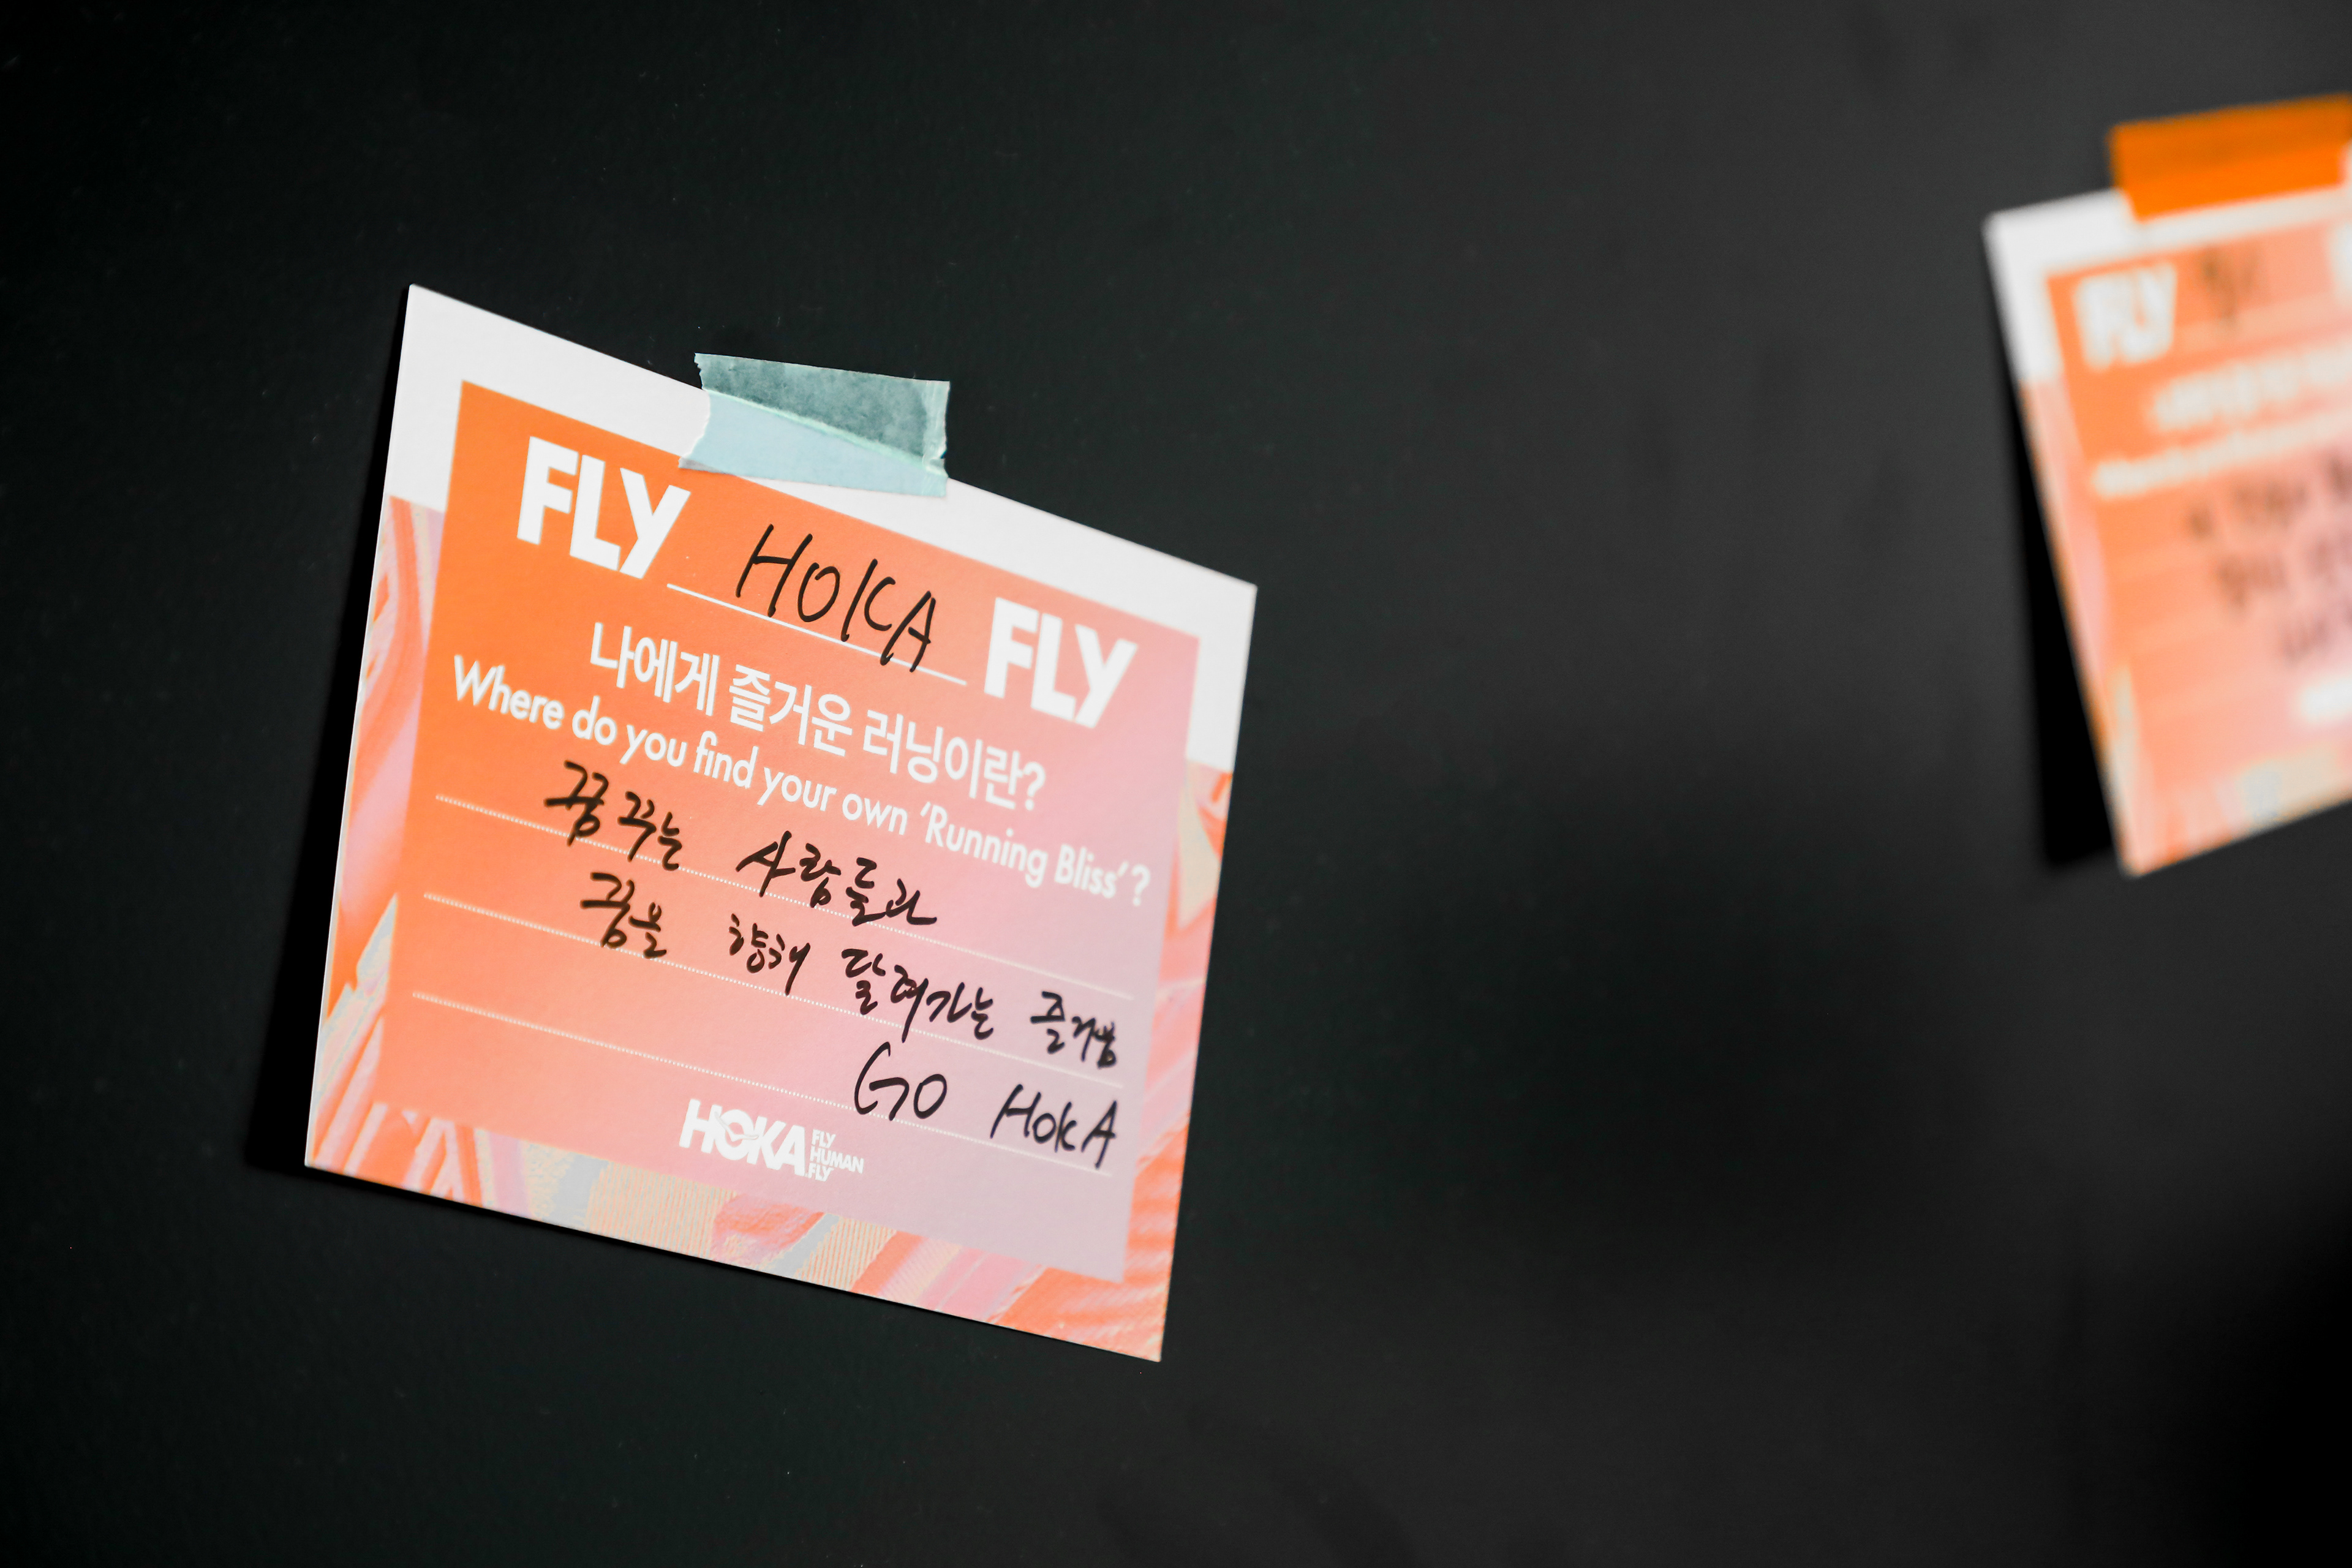 FLY HOKA FLY
나에게 즐거운 러닝이란?
Where do you find your own 'Running Bliss'?
꿈꾸는 사람들과
꿈을 향해 달려가는 즐거움
GO HOKA
HOKA FLY HUMAN FLY
FLY